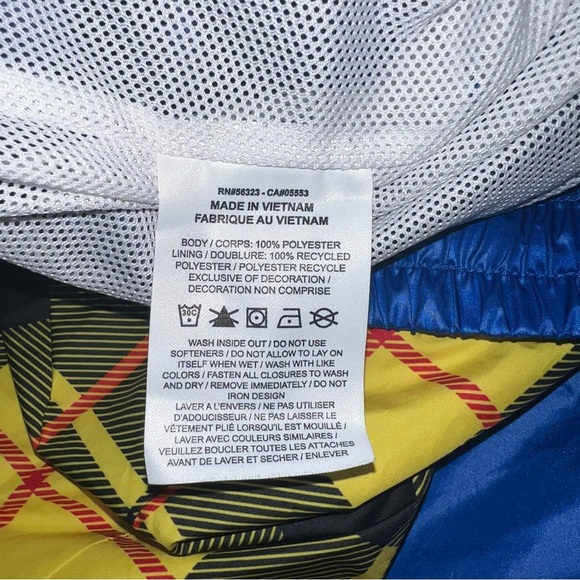 RN#56323 - CA#05553
MADE IN VIETNAM
FABRIQUE AU VIETNAM
BODY / CORPS: 100% POLYESTER
LINING / DOUBLURE: 100% RECYCLED
POLYESTER / POLYESTER RECYCLE
EXCLUSIVE OF DECORATION /
DECORATION NON COMPRISE
30C
WASH INSIDE OUT / DO NOT USE
SOFTENERS / DO NOT ALLOW TO LAY ON
ITSELF WHEN WET / WASH WITH LIKE
COLORS / FASTEN ALL CLOSURES TO WASH
AND DRY / REMOVE IMMEDIATELY / DO NOT
IRON DESIGN
LAVER A L'ENVERS / NE PAS UTILISER
D'ADOUCISSEUR / NE PAS LAISSER LE
VÊTEMENT PLIÉ LORSQU'IL EST MOUILLÉ /
LAVER AVEC COULEURS SIMILAIRES /
VEUILLEZ BOUCLER TOUTES LES ATTACHES
AVANT DE LAVER ET SECHER / ENLEVER